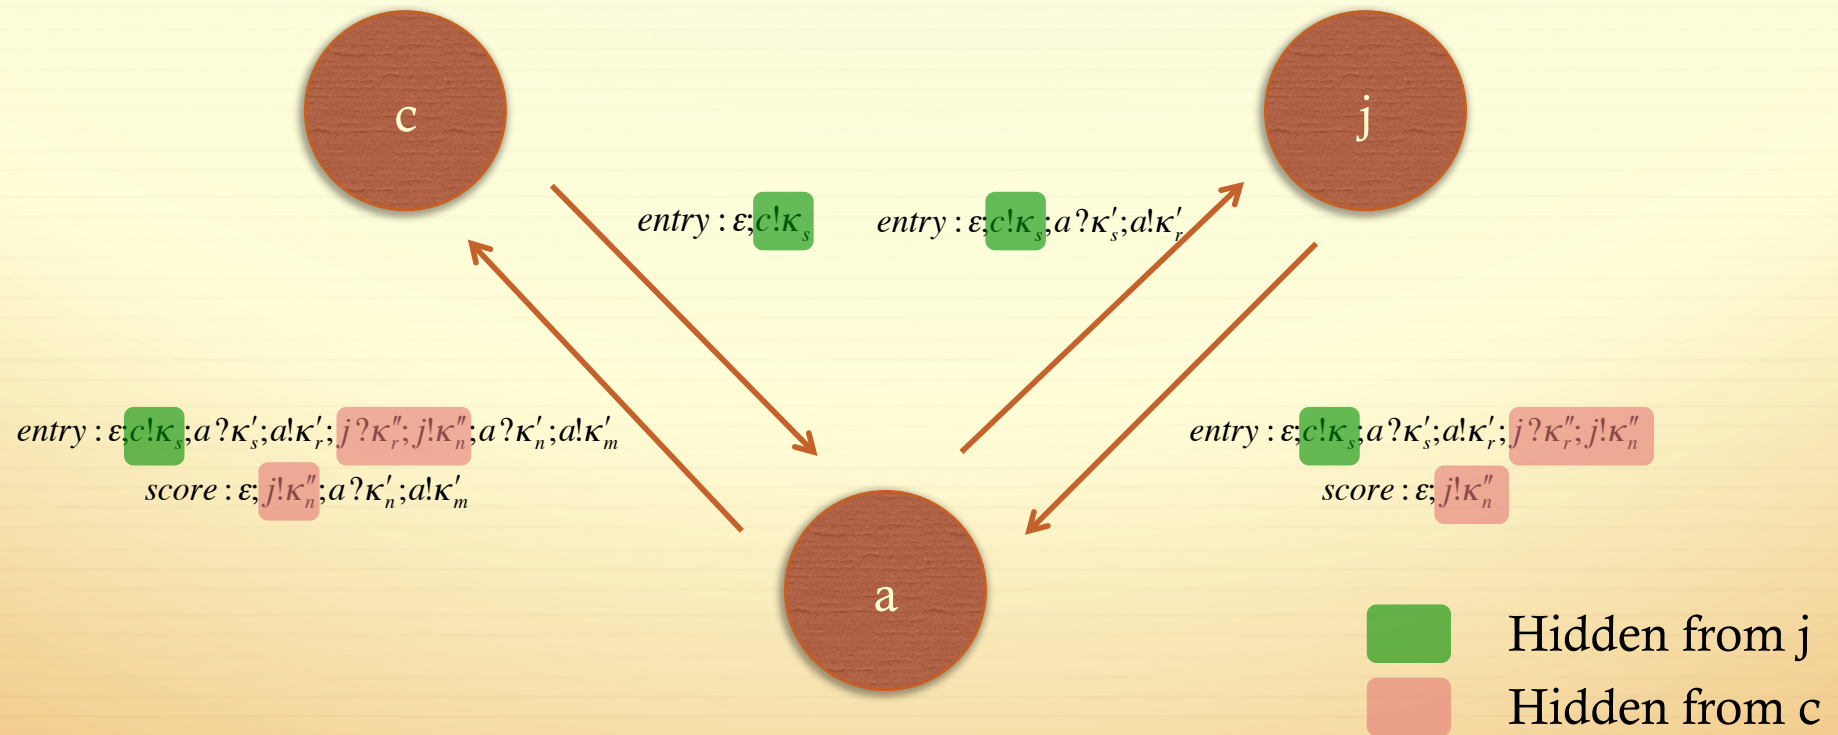 c
j
entry : ε;c!κₛ
entry : ε;c!κₛ;a?κ′ₛ;a!κ′ᵣ
entry : ε;c!κₛ;a?κ′ₛ;a!κ′ᵣ;j?κ″ᵣ;j!κ″ₙ;a?κ′ₙ;a!κ′ₘ
score : ε;j!κ″ₙ;a?κ′ₙ;a!κ′ₘ
entry : ε;c!κₛ;a?κ′ₛ;a!κ′ᵣ;j?κ″ᵣ;j!κ″ₙ
score : ε;j!κ″ₙ
a
Hidden from j
Hidden from c